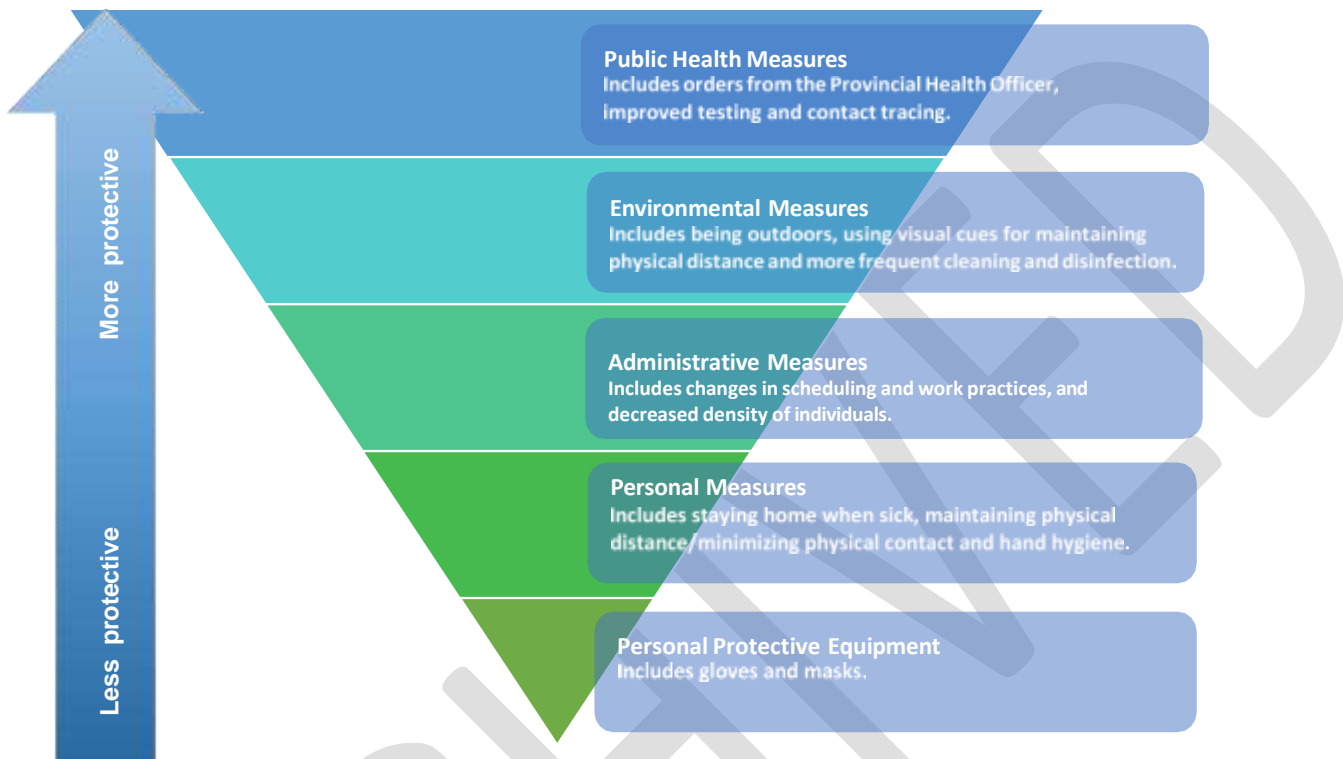 Public Health Measures
Includes orders from the Provincial Health Officer,
improved testing and contact tracing.
Environmental Measures
Includes being outdoors, using visual cues for maintaining
physical distance and more frequent cleaning and disinfection.
Administrative Measures
Includes changes in scheduling and work practices, and
decreased density of individuals.
Personal Measures
Includes staying home when sick, maintaining physical
distance/minimizing physical contact and hand hygiene.
Personal Protective Equipment
Includes gloves and masks.
More protective
Less protective